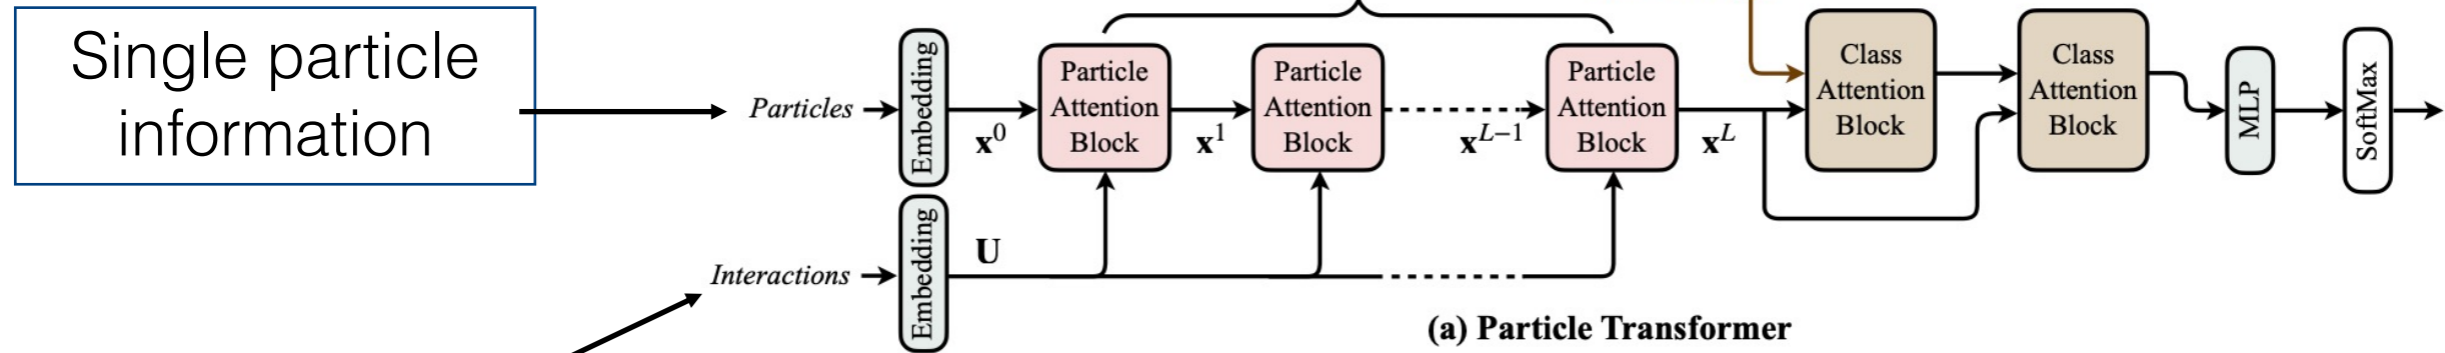 Single particle
information
Particles
Embedding
x⁰
Particle
Attention
Block
x¹
Particle
Attention
Block
xᴸ⁻¹
Particle
Attention
Block
xᴸ
Class
Attention
Block
Class
Attention
Block
MLP
SoftMax
Interactions
Embedding
U
(a) Particle Transformer